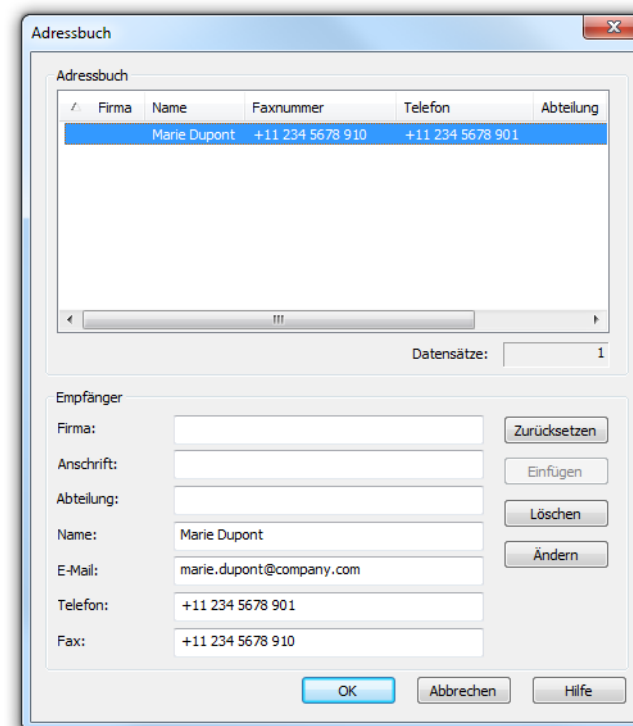 Adressbuch
Adressbuch
Firma Name Faxnummer Telefon Abteilung
Marie Dupont +11 234 5678 910 +11 234 5678 901
Datensätze: 1
Empfänger
Firma:
Zurücksetzen
Anschrift:
Einfügen
Abteilung:
Löschen
Name: Marie Dupont
Ändern
E-Mail: marie.dupont@company.com
Telefon: +11 234 5678 901
Fax: +11 234 5678 910
OK Abbrechen Hilfe